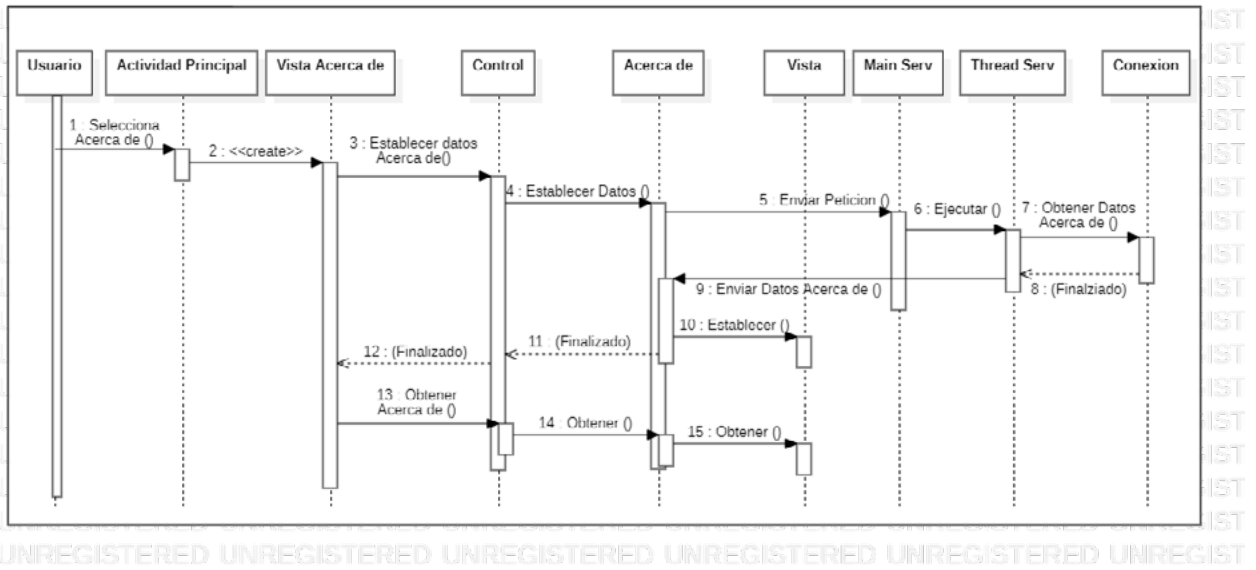 Usuario
Actividad Principal
Vista Acerca de
Control
Acerca de
Vista
Main Serv
Thread Serv
Conexion
1 : Selecciona
Acerca de ()
2 : <<create>>
3 : Establecer datos
Acerca de()
4 : Establecer Datos ()
5 : Enviar Peticion ()
6 : Ejecutar ()
7 : Obtener Datos
Acerca de ()
8 : (Finalziado)
9 : Enviar Datos Acerca de ()
10 : Establecer ()
11 : (Finalizado)
12 : (Finalizado)
13 : Obtener
Acerca de ()
14 : Obtener ()
15 : Obtener ()
UNREGISTERED UNREGISTERED UNREGISTERED UNREGISTERED UNREGISTERED UNREGIST